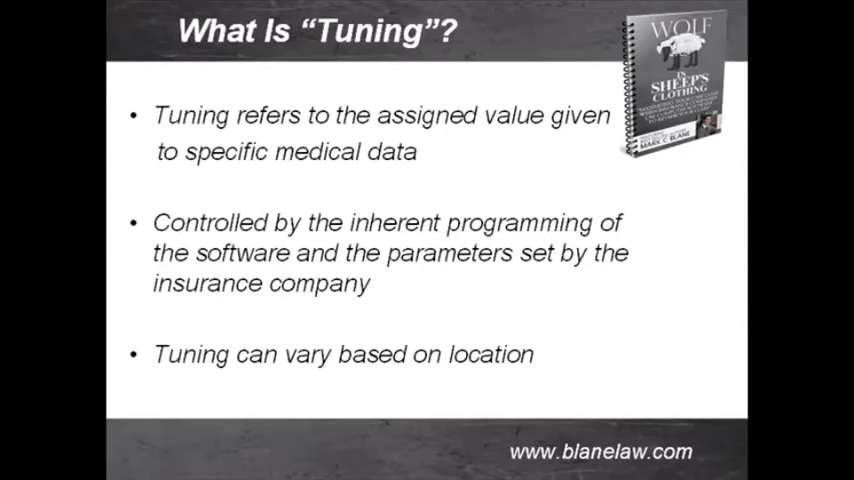 What Is “Tuning”?
WOLF
IN
SHEEP'S
CLOTHING
MARK C BLANE
• Tuning refers to the assigned value given
to specific medical data
• Controlled by the inherent programming of
the software and the parameters set by the
insurance company
• Tuning can vary based on location
www.blanelaw.com